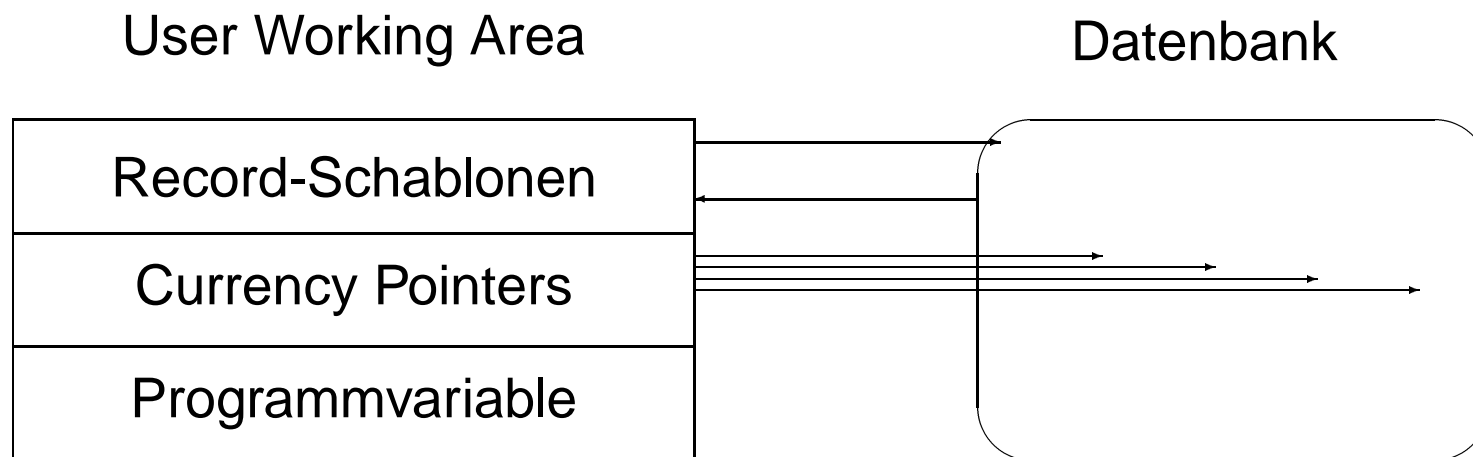 User Working Area
Datenbank
Record-Schablonen
Currency Pointers
Programmvariable